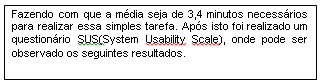 Fazendo com que a média seja de 3,4 minutos necessários
para realizar essa simples tarefa. Após isto foi realizado um
questionário SUS(System Usability Scale), onde pode ser
observado os seguintes resultados.